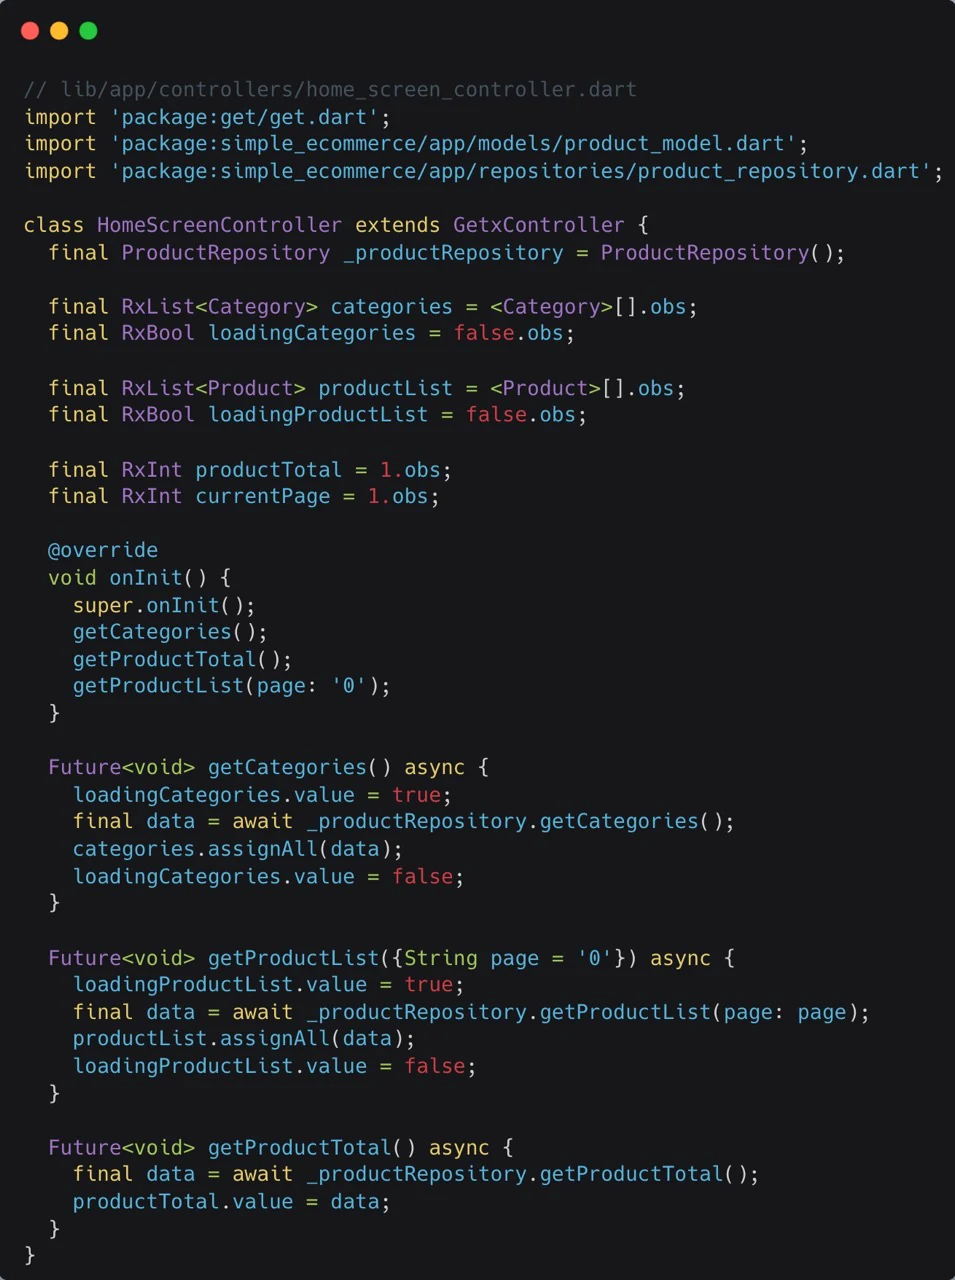 // lib/app/controllers/home_screen_controller.dart
import 'package:get/get.dart';
import 'package:simple_ecommerce/app/models/product_model.dart';
import 'package:simple_ecommerce/app/repositories/product_repository.dart';

class HomeScreenController extends GetxController {
  final ProductRepository _productRepository = ProductRepository();

  final RxList<Category> categories = <Category>[].obs;
  final RxBool loadingCategories = false.obs;

  final RxList<Product> productList = <Product>[].obs;
  final RxBool loadingProductList = false.obs;

  final RxInt productTotal = 1.obs;
  final RxInt currentPage = 1.obs;

  @override
  void onInit() {
    super.onInit();
    getCategories();
    getProductTotal();
    getProductList(page: '0');
  }

  Future<void> getCategories() async {
    loadingCategories.value = true;
    final data = await _productRepository.getCategories();
    categories.assignAll(data);
    loadingCategories.value = false;
  }

  Future<void> getProductList({String page = '0'}) async {
    loadingProductList.value = true;
    final data = await _productRepository.getProductList(page: page);
    productList.assignAll(data);
    loadingProductList.value = false;
  }

  Future<void> getProductTotal() async {
    final data = await _productRepository.getProductTotal();
    productTotal.value = data;
  }
}